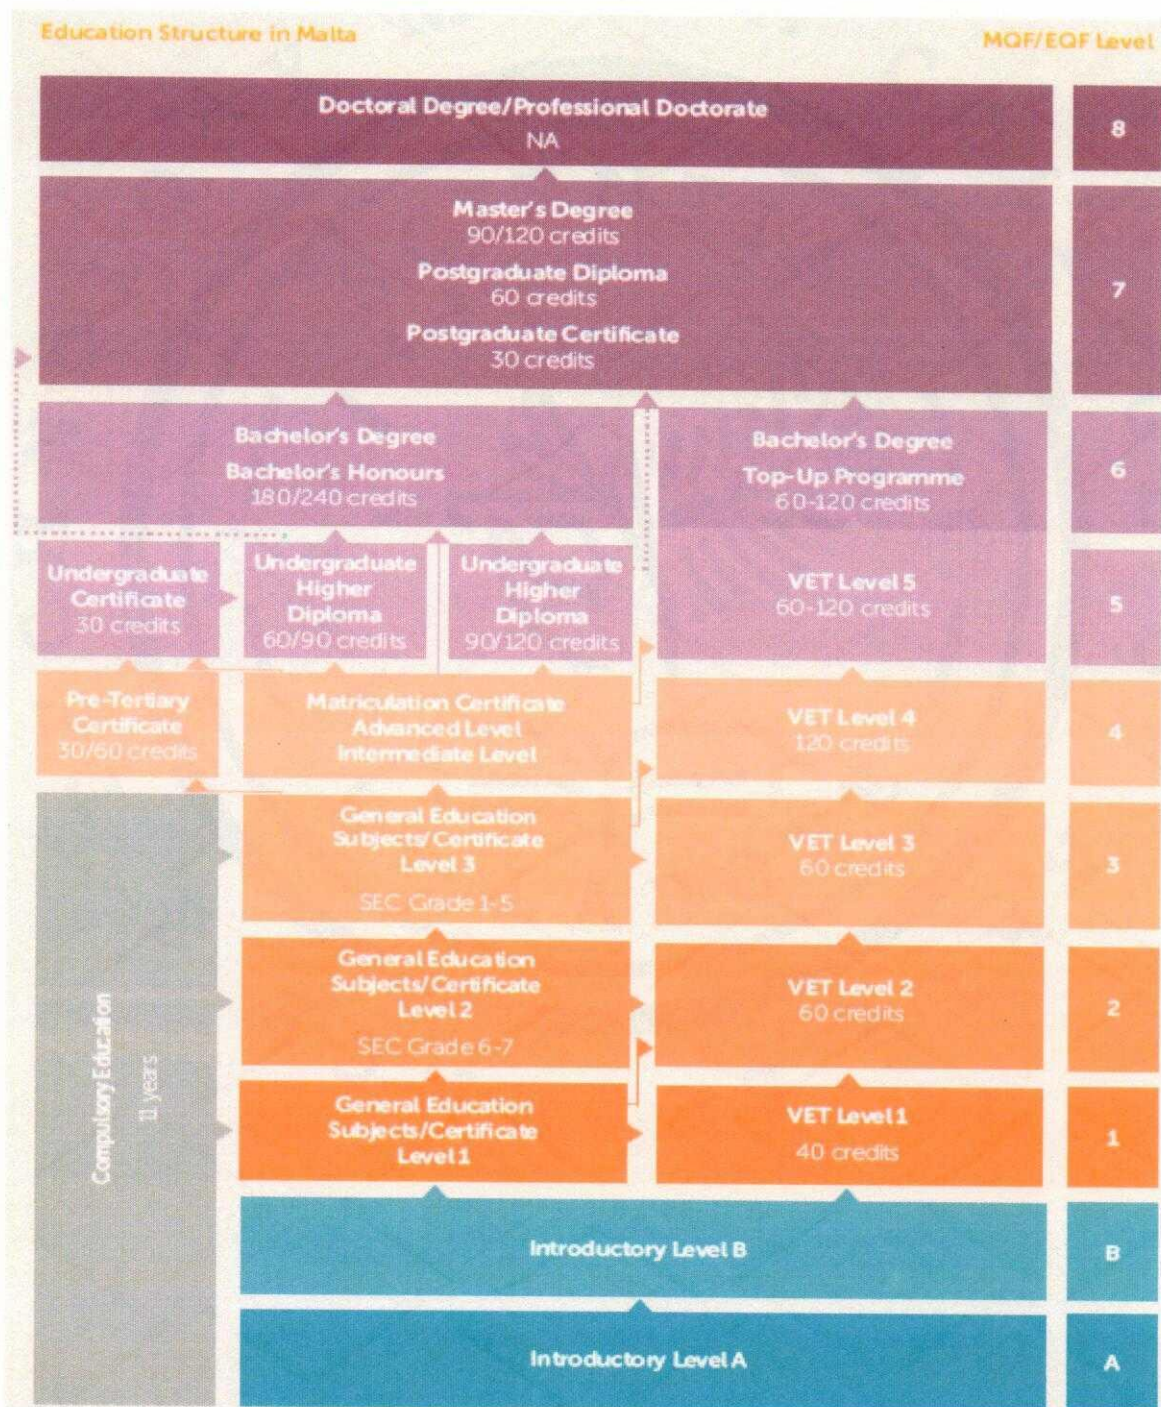 Education Structure in Malta
MQF/EQF Level
Doctoral Degree/Professional Doctorate
NA
8
Master's Degree
90/120 credits
Postgraduate Diploma
60 credits
Postgraduate Certificate
30 credits
7
Bachelor's Degree
Bachelor's Honours
180/240 credits
Bachelor's Degree
Top-Up Programme
60-120 credits
6
Undergraduate
Certificate
30 credits
Undergraduate
Higher
Diploma
60/90 credits
Undergraduate
Higher
Diploma
90/120 credits
VET Level 5
60-120 credits
5
Pre-Tertiary
Certificate
30/60 credits
Matriculation Certificate
Advanced Level
Intermediate Level
VET Level 4
120 credits
4
Compulsory Education
11 years
General Education
Subjects/Certificate
Level 3
SEC Grade 1-5
VET Level 3
60 credits
3
General Education
Subjects/Certificate
Level 2
SEC Grade 6-7
VET Level 2
60 credits
2
General Education
Subjects/Certificate
Level 1
VET Level 1
40 credits
1
Introductory Level B
B
Introductory Level A
A